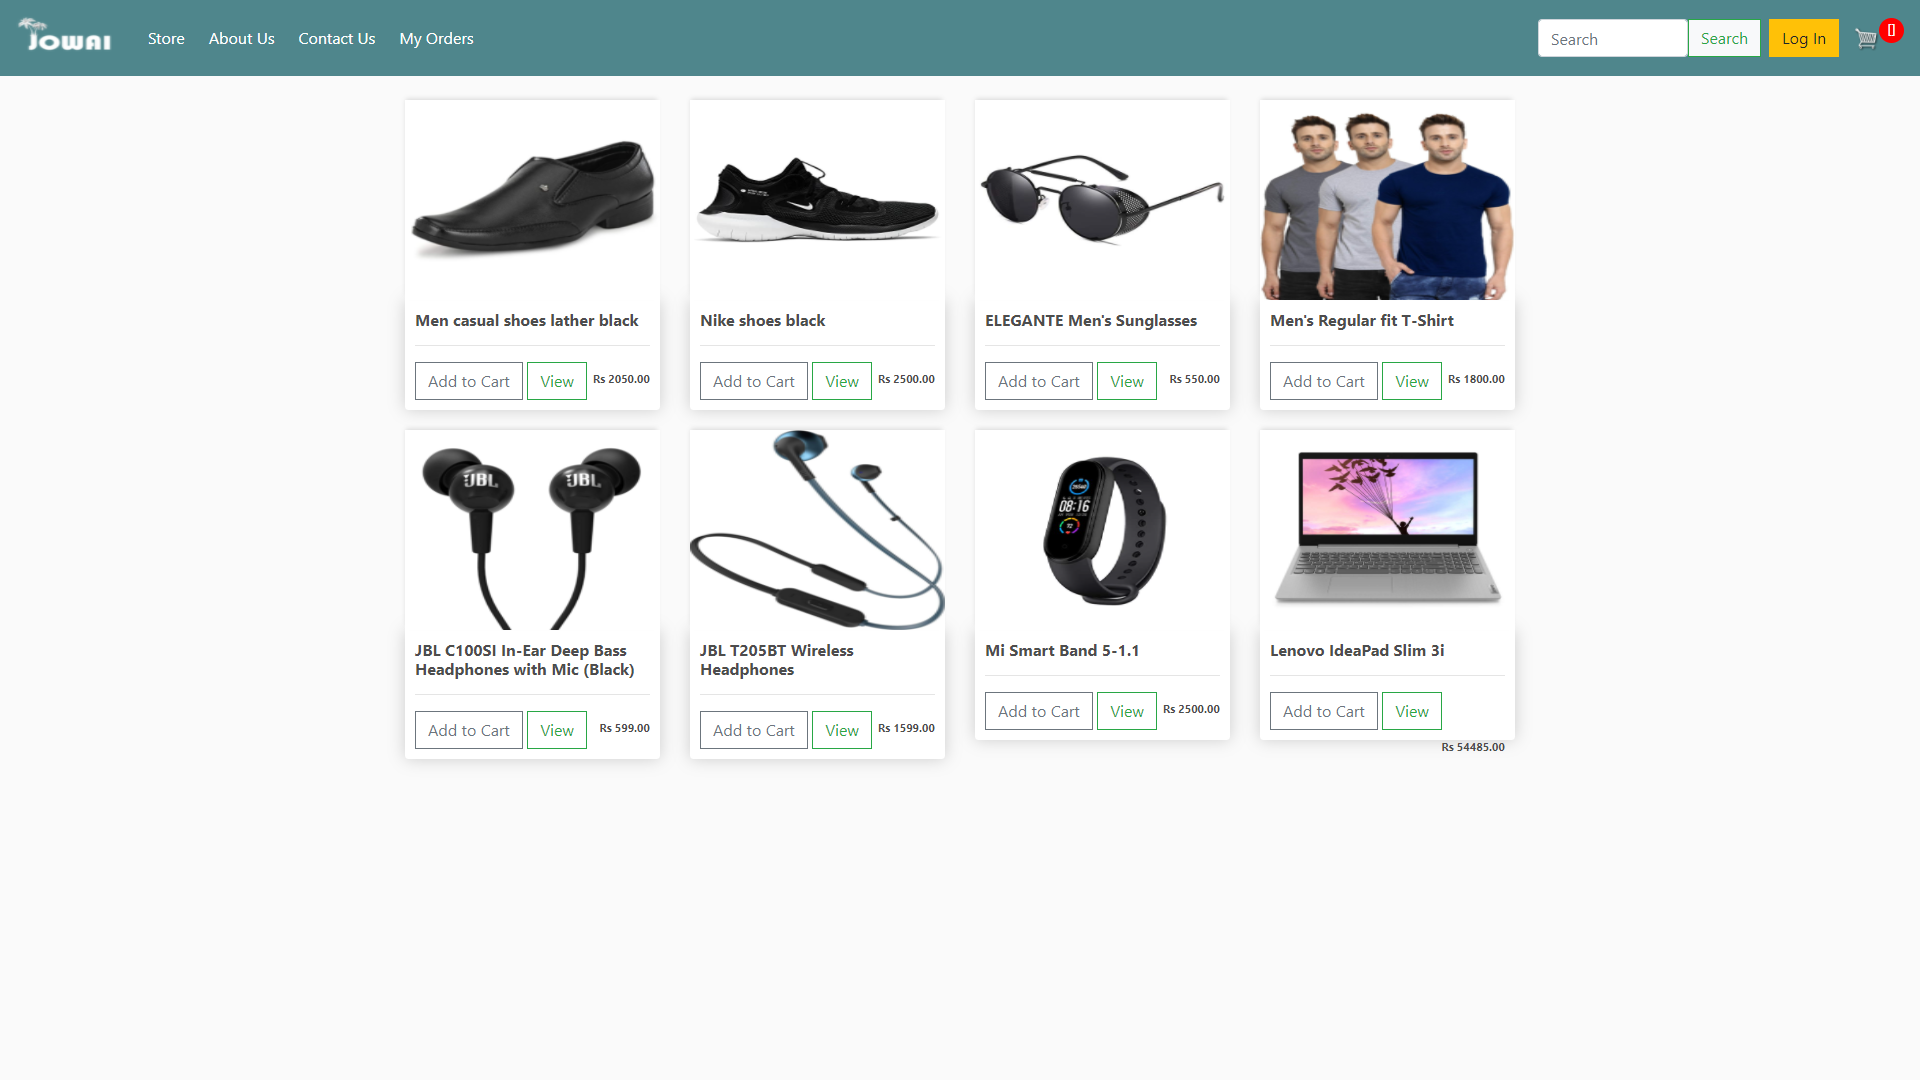 Jowai
Store
About Us
Contact Us
My Orders
Search
Search
Log In
Men casual shoes lather black
Add to Cart
View
Rs 2050.00
Nike shoes black
Add to Cart
View
Rs 2500.00
ELEGANTE Men's Sunglasses
Add to Cart
View
Rs 550.00
Men's Regular fit T-Shirt
Add to Cart
View
Rs 1800.00
JBL
JBL
JBL C100SI In-Ear Deep Bass
Headphones with Mic (Black)
Add to Cart
View
Rs 599.00
JBL T205BT Wireless
Headphones
Add to Cart
View
Rs 1599.00
08:16
72
Mi Smart Band 5-1.1
Add to Cart
View
Rs 2500.00
Lenovo IdeaPad Slim 3i
Add to Cart
View
Rs 54485.00